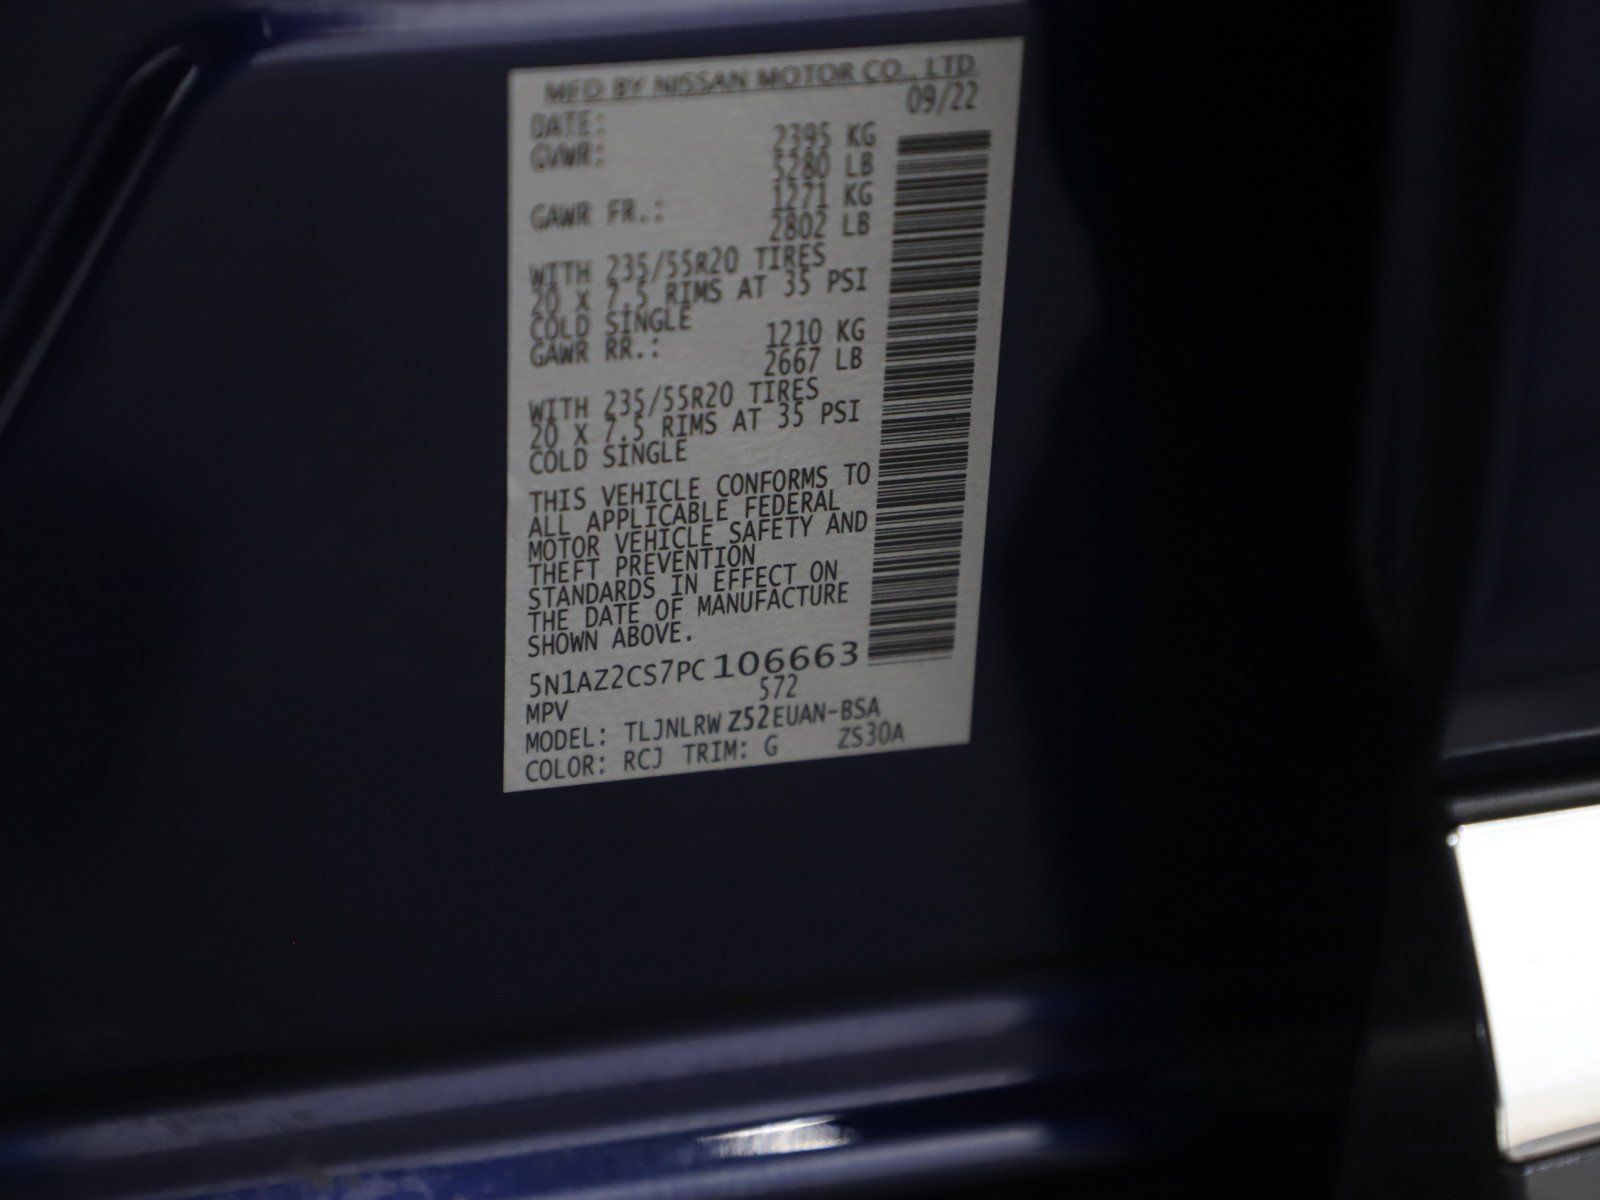 MFD BY NISSAN MOTOR CO., LTD.
DATE: 09/22
GVWR: 2395 KG
5280 LB
GAWR FR.: 1271 KG
2802 LB
WITH 235/55R20 TIRES
20 X 7.5 RIMS AT 35 PSI
COLD SINGLE
GAWR RR.: 1210 KG
2667 LB
WITH 235/55R20 TIRES
20 X 7.5 RIMS AT 35 PSI
COLD SINGLE
THIS VEHICLE CONFORMS TO
ALL APPLICABLE FEDERAL
MOTOR VEHICLE SAFETY AND
THEFT PREVENTION
STANDARDS IN EFFECT ON
THE DATE OF MANUFACTURE
SHOWN ABOVE.
5N1AZ2CS7PC106663
MPV 572
MODEL: TLJNLRWZ52EUAN-BSA
COLOR: RCJ TRIM: G ZS30A